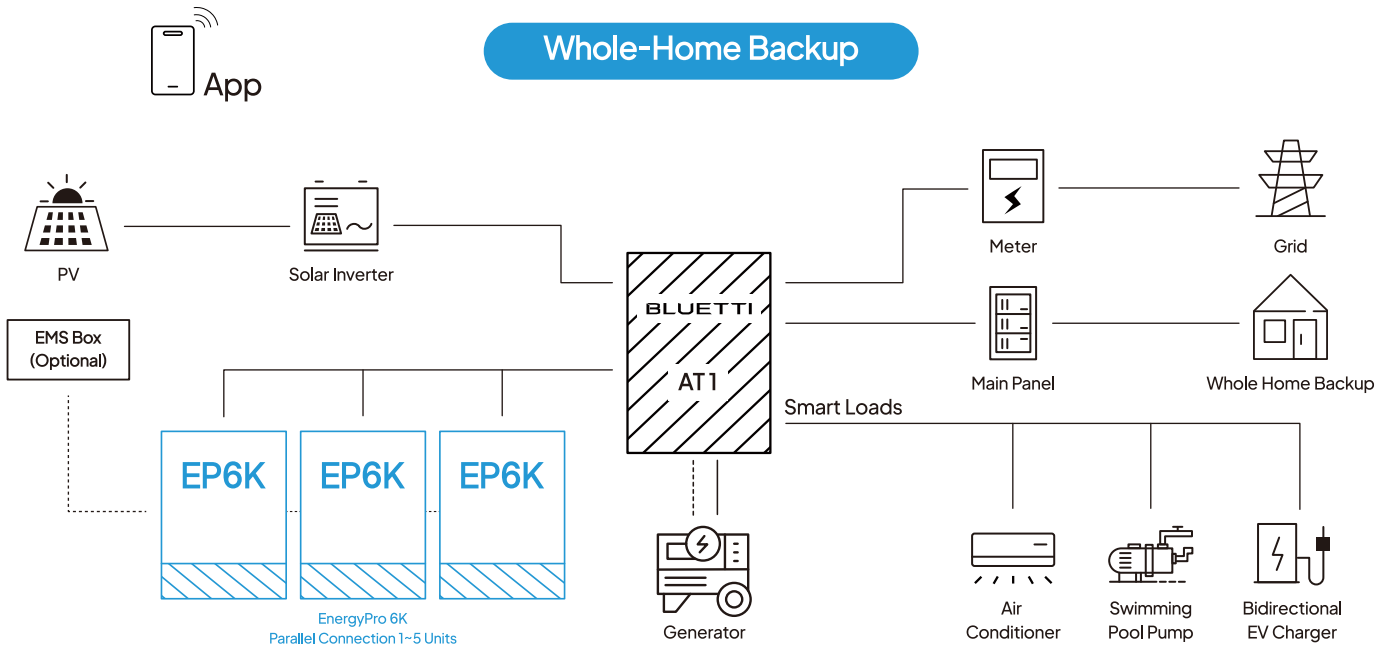 Whole-Home Backup
App
PV
Solar Inverter
Meter
Grid
EMS Box
(Optional)
BLUETTI
AT1
Main Panel
Whole Home Backup
Smart Loads
EP6K
EP6K
EP6K
EnergyPro 6K
Parallel Connection 1~5 Units
Generator
Air
Conditioner
Swimming
Pool Pump
Bidirectional
EV Charger